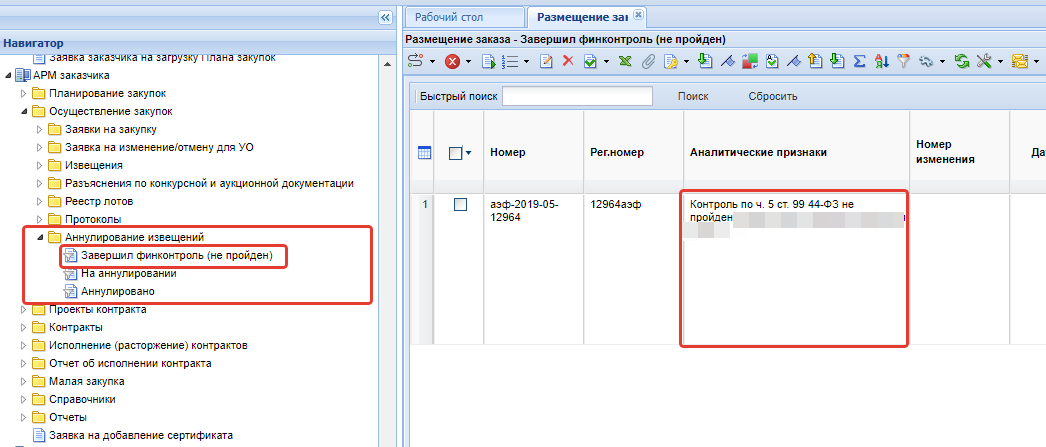 Рабочий стол
Размещение зак
Навигатор
Размещение заказа - Завершил финконтроль (не пройден)
Заявка заказчика на загрузку Плана закупок
АРМ заказчика
Планирование закупок
Осуществление закупок
Заявки на закупку
Заявка на изменение/отмену для УО
Извещения
Разъяснения по конкурсной и аукционной документации
Реестр лотов
Протоколы
Аннулирование извещений
Завершил финконтроль (не пройден)
На аннулировании
Аннулировано
Проекты контракта
Контракты
Исполнение (расторжение) контрактов
Отчет об исполнении контракта
Малая закупка
Справочники
Отчеты
Заявка на добавление сертификата
Быстрый поиск
Поиск
Сбросить
Номер
Рег.номер
Аналитические признаки
Номер
изменения
Да
1
аэф-2019-05-
12964
12964аэф
Контроль по ч. 5 ст. 99 44-ФЗ не
пройден